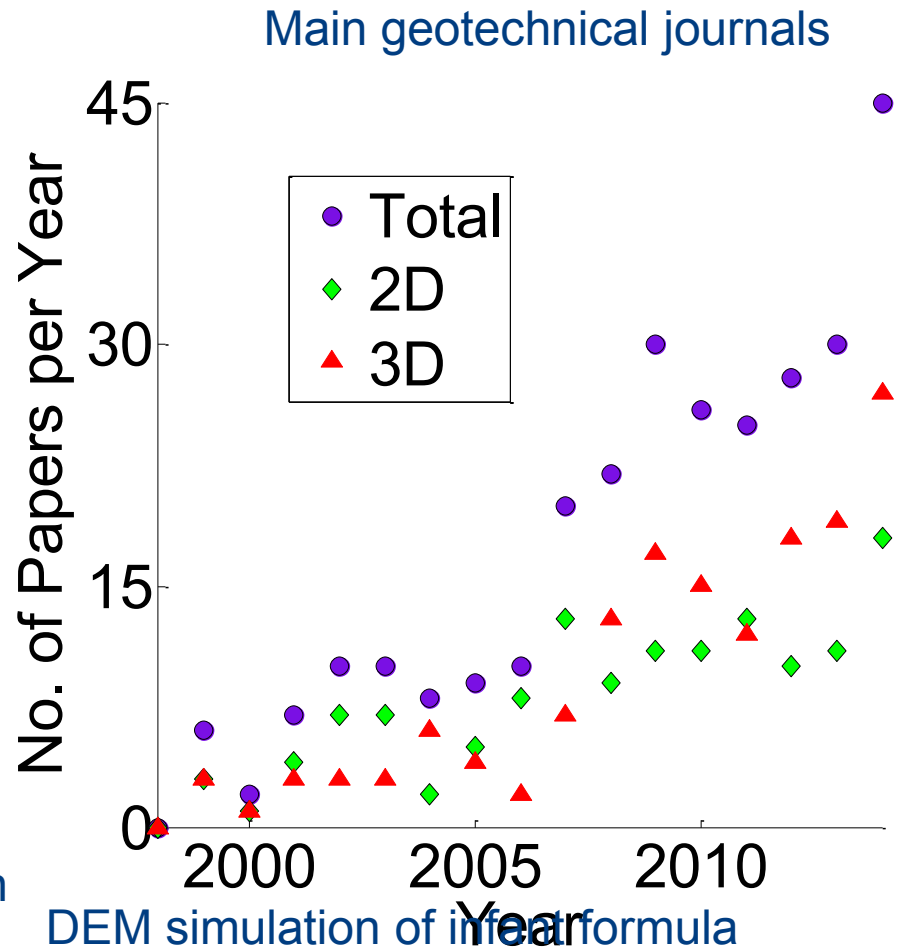 Main geotechnical journals
45
30
15
0
No. of Papers per Year
Total
2D
3D
2000 2005 2010
Year
n
DEM simulation of infant formula